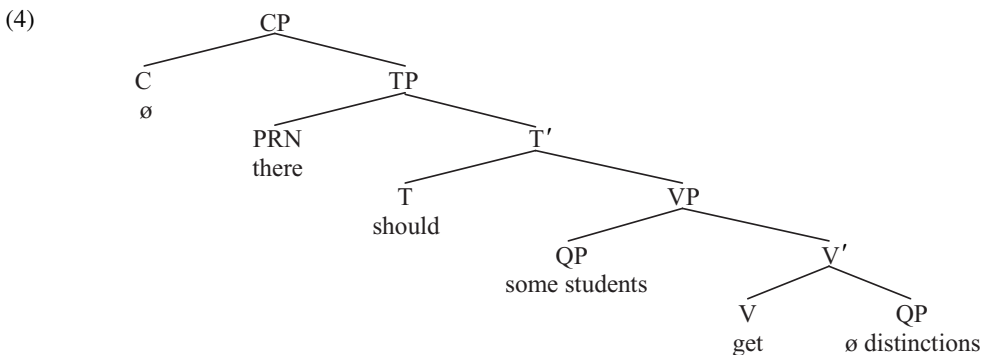 (4)
CP
C
TP
ø
PRN
T′
there
T
VP
should
QP
V′
some students
V
QP
get
ø distinctions